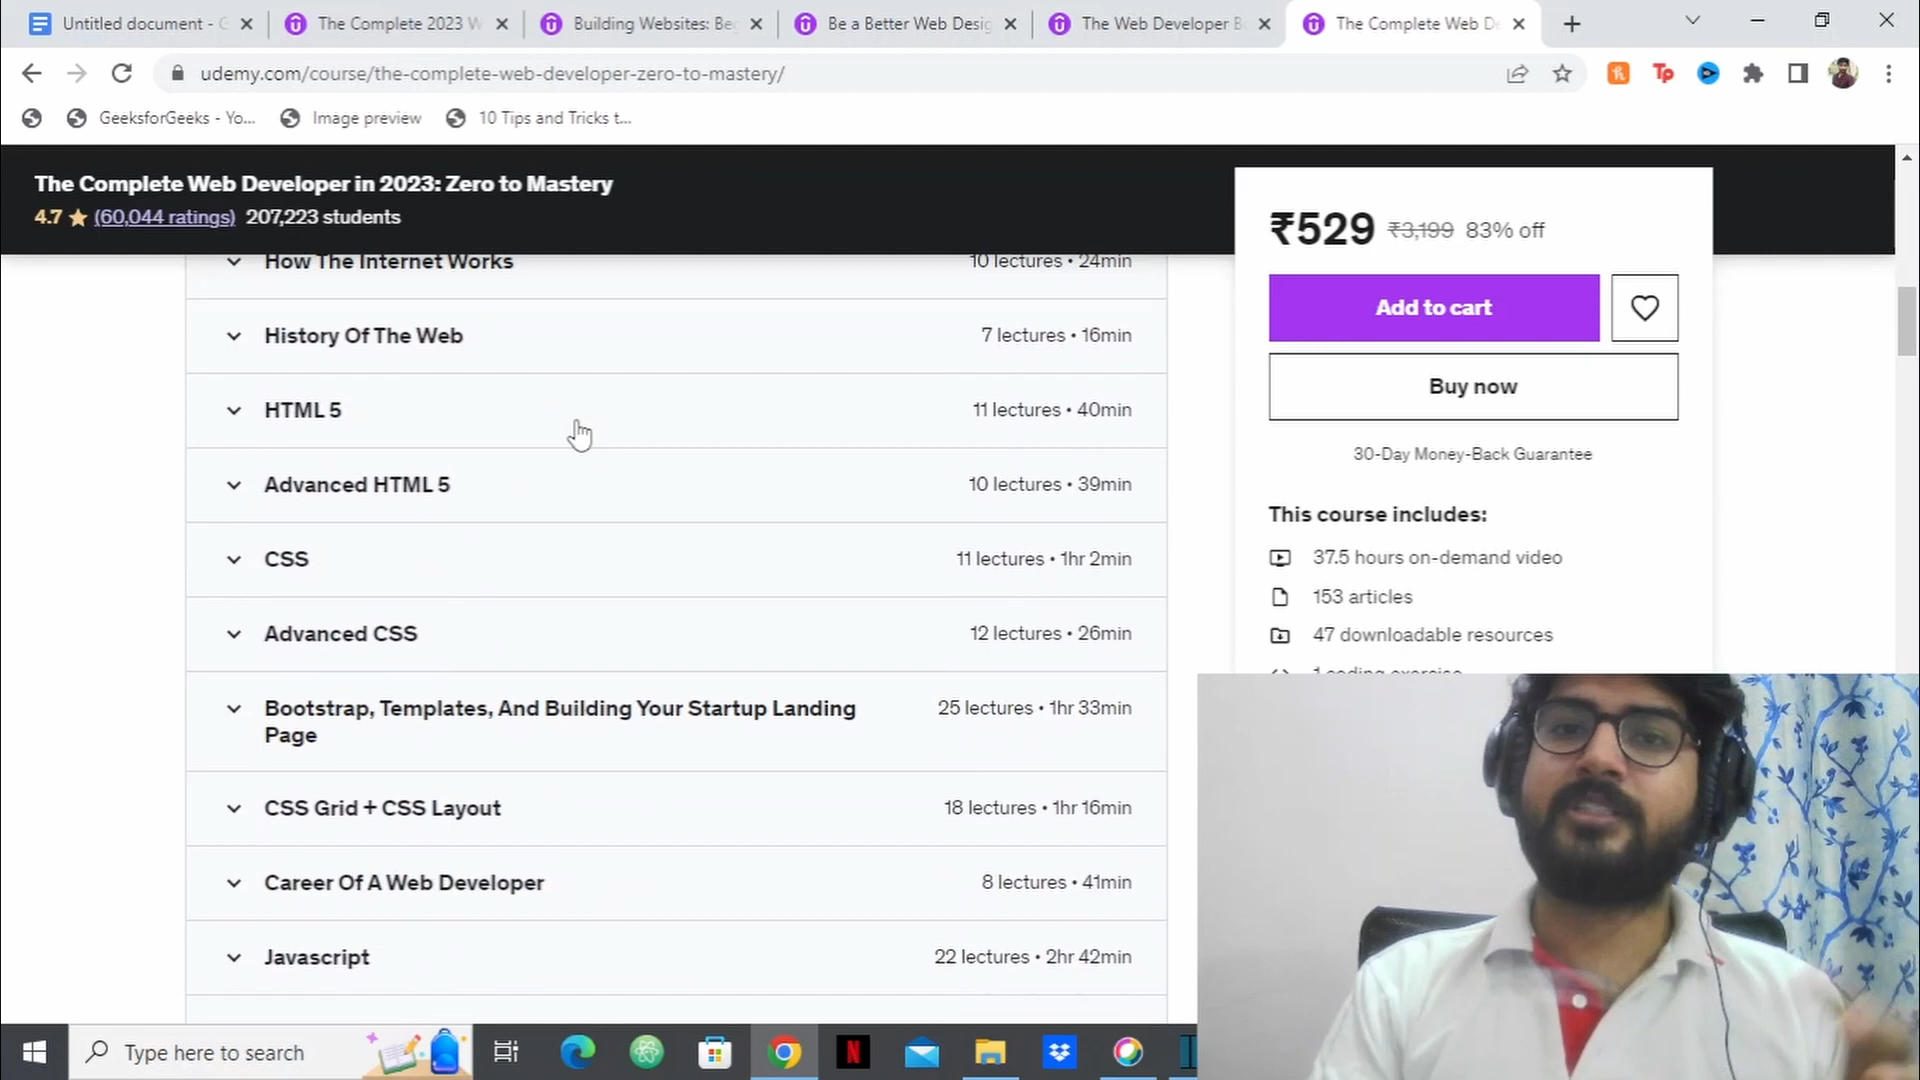 Untitled document - G
The Complete 2023 W
Building Websites: Be
Be a Better Web Desig
The Web Developer B
The Complete Web De
udemy.com/course/the-complete-web-developer-zero-to-mastery/
GeeksforGeeks - Yo...
Image preview
10 Tips and Tricks t...
The Complete Web Developer in 2023: Zero to Mastery
4.7 ★ (60,044 ratings) 207,223 students
How The Internet Works 10 lectures • 24min
History Of The Web 7 lectures • 16min
HTML 5 11 lectures • 40min
Advanced HTML 5 10 lectures • 39min
CSS 11 lectures • 1hr 2min
Advanced CSS 12 lectures • 26min
Bootstrap, Templates, And Building Your Startup Landing 25 lectures • 1hr 33min
Page
CSS Grid + CSS Layout 18 lectures • 1hr 16min
Career Of A Web Developer 8 lectures • 41min
Javascript 22 lectures • 2hr 42min
₹529 ₹3,199 83% off
Add to cart
Buy now
30-Day Money-Back Guarantee
This course includes:
37.5 hours on-demand video
153 articles
47 downloadable resources
1 coding exercise
Type here to search